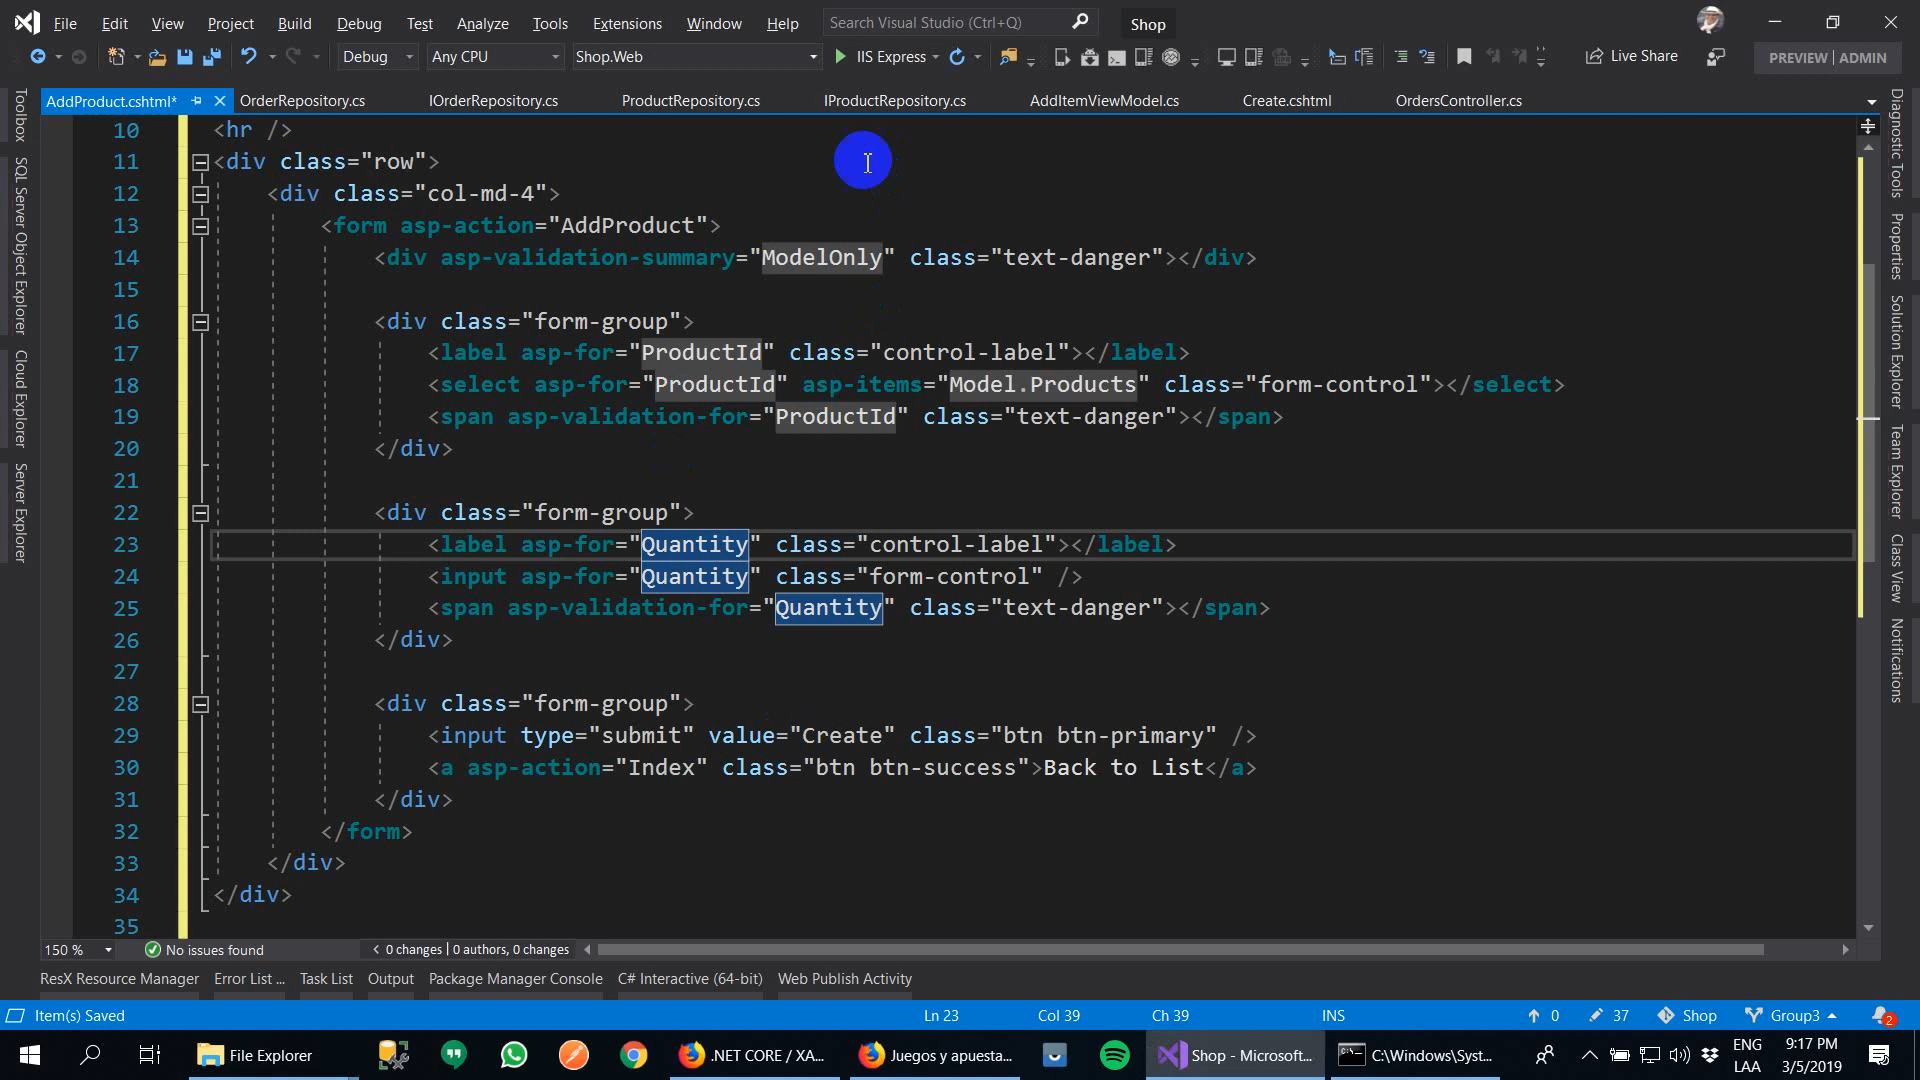 File Edit View Project Build Debug Test Analyze Tools Extensions Window Help Search Visual Studio (Ctrl+Q) Shop
Debug Any CPU Shop.Web IIS Express Live Share PREVIEW | ADMIN
AddProduct.cshtml* OrderRepository.cs IOrderRepository.cs ProductRepository.cs IProductRepository.cs AddItemViewModel.cs Create.cshtml OrdersController.cs
Toolbox
SQL Server Object Explorer
Cloud Explorer
Server Explorer
10 <hr />
11 <div class="row">
12 <div class="col-md-4">
13 <form asp-action="AddProduct">
14 <div asp-validation-summary="ModelOnly" class="text-danger"></div>
15
16 <div class="form-group">
17 <label asp-for="ProductId" class="control-label"></label>
18 <select asp-for="ProductId" asp-items="Model.Products" class="form-control"></select>
19 <span asp-validation-for="ProductId" class="text-danger"></span>
20 </div>
21
22 <div class="form-group">
23 <label asp-for="Quantity" class="control-label"></label>
24 <input asp-for="Quantity" class="form-control" />
25 <span asp-validation-for="Quantity" class="text-danger"></span>
26 </div>
27
28 <div class="form-group">
29 <input type="submit" value="Create" class="btn btn-primary" />
30 <a asp-action="Index" class="btn btn-success">Back to List</a>
31 </div>
32 </form>
33 </div>
34 </div>
35
Diagnostic Tools
Properties
Solution Explorer
Team Explorer
Class View
Notifications
150 % No issues found 0 changes | 0 authors, 0 changes
ResX Resource Manager Error List ... Task List Output Package Manager Console C# Interactive (64-bit) Web Publish Activity
Item(s) Saved Ln 23 Col 39 Ch 39 INS 0 37 Shop Group3 2
File Explorer .NET CORE / XA... Juegos y apuesta... Shop - Microsoft... C:\Windows\Syst... ENG 9:17 PM
LAA 3/5/2019